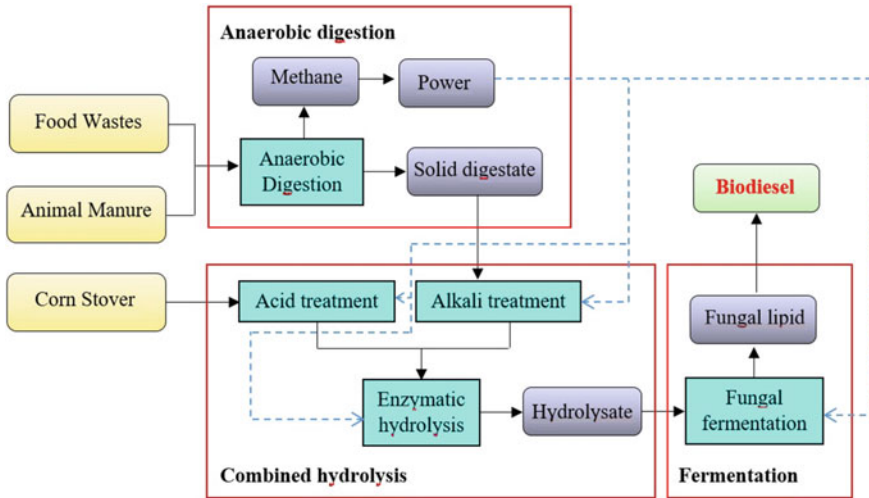 Anaerobic digestion
Methane
Power
Food Wastes
Anaerobic
Digestion
Solid digestate
Animal Manure
Biodiesel
Corn Stover
Acid treatment
Alkali treatment
Fungal lipid
Enzymatic
hydrolysis
Hydrolysate
Fungal
fermentation
Combined hydrolysis
Fermentation